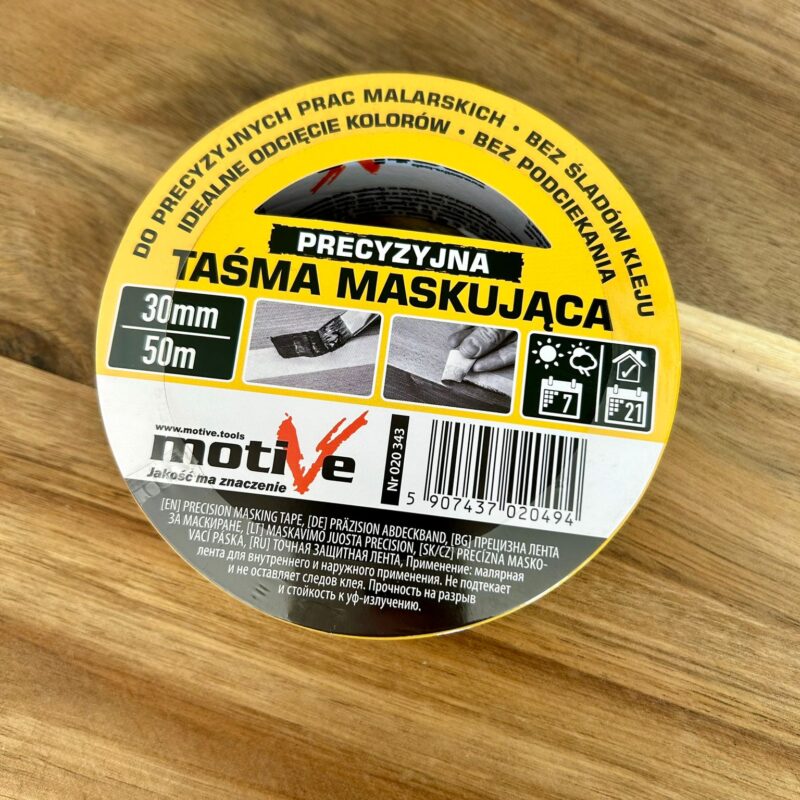 DO PRECYZYJNYCH PRAC MALARSKICH • BEZ ŚLADÓW KLEJU
IDEALNE ODCIĘCIE KOLORÓW • BEZ PODCIEKANIA
PRECYZYJNA
TAŚMA MASKUJĄCA
30mm
50m
7
21
www.motive.tools
motive
Jakość ma znaczenie
Nr 020 343
5 907437 020494
[EN] PRECISION MASKING TAPE, [DE] PRÄZISION ABDECKBAND, [BG] ПРЕЦИЗНА ЛЕНТА
ЗА МАСКИРАНЕ, [LT] MASKAVIMO JUOSTA PRECISION, [SK/CZ] PRECÍZNA MASKO-
VACÍ PÁSKA, [RU] ТОЧНАЯ ЗАЩИТНАЯ ЛЕНТА, Применение: малярная
лента для внутреннего и наружного применения. Не подтекает
и не оставляет следов клея. Прочность на разрыв
и стойкость к уф-излучению.